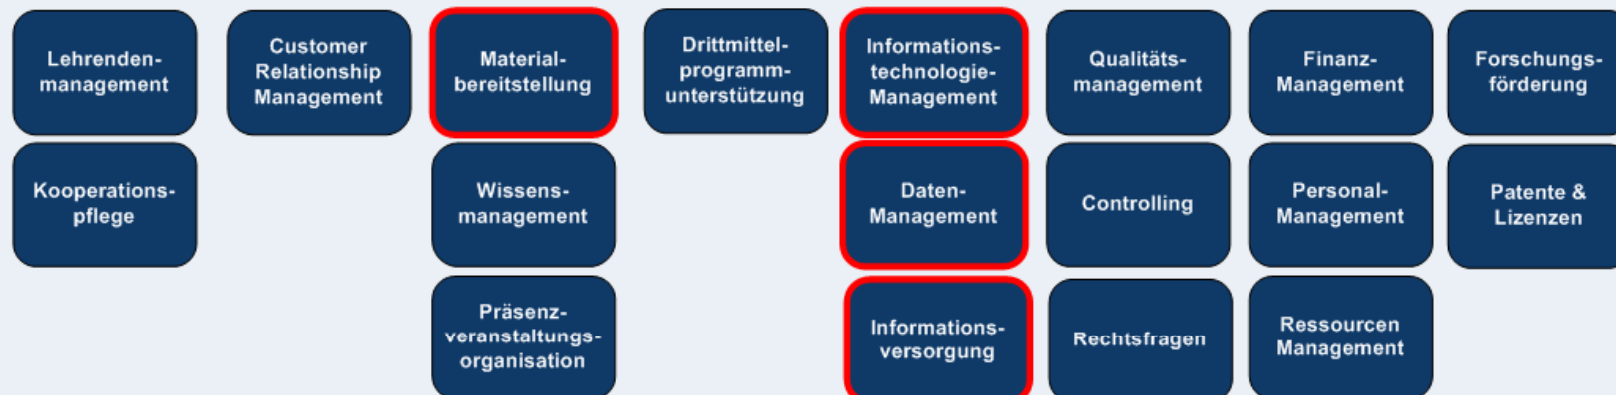 Lehrenden-
management
Customer
Relationship
Management
Material-
bereitstellung
Drittmittel-
programm-
unterstützung
Informations-
technologie-
Management
Qualitäts-
management
Finanz-
Management
Forschungs-
förderung
Kooperations-
pflege
Wissens-
management
Daten-
Management
Controlling
Personal-
Management
Patente &
Lizenzen
Präsenz-
veranstaltungs-
organisation
Informations-
versorgung
Rechtsfragen
Ressourcen
Management